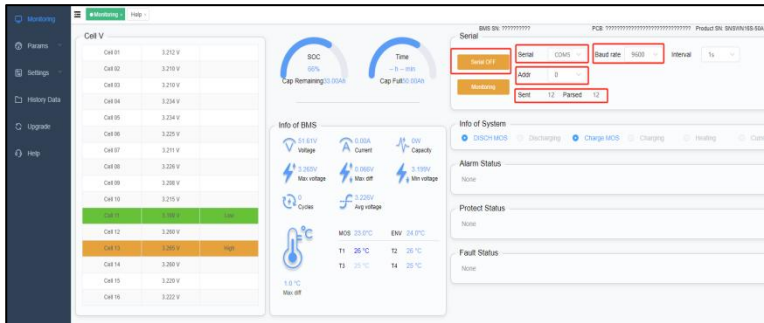 Monitoring
Params
Settings
History Data
Upgrade
Help
Monitoring
Help
Cell V
Cell 01 3.212 V
Cell 02 3.210 V
Cell 03 3.210 V
Cell 04 3.234 V
Cell 05 3.234 V
Cell 06 3.225 V
Cell 07 3.211 V
Cell 08 3.226 V
Cell 09
Cell 10 3.215 V
Cell 11 Low
Cell 12 3.260 V
Cell 13 High
Cell 14 3.260 V
Cell 15 3.220 V
Cell 16 3.222 V
SOC
66%
Cap Remaining
Time
-- h -- min
Cap Full
Info of BMS
51.61V
Voltage
0.00A
Current
0W
Capacity
3.265V
Max voltage
0.066V
Max diff
3.199V
Min voltage
0
Cycles
3.226V
Avg voltage
°C
MOS 25.0°C ENV 24.0°C
T1 26 °C T2 26 °C
T3 25 °C T4 26 °C
1.0 °C
Max diff
BMS SN: ??????????
PCB: Product SN:
Serial
Serial OFF
Monitoring
Serial COM5
Baud rate 9600
Interval 1s
Addr 0
Sent 12 Parsed 12
Info of System
DISCH MOS Discharging Charge MOS Charging Heating
Alarm Status
None
Protect Status
None
Fault Status
None